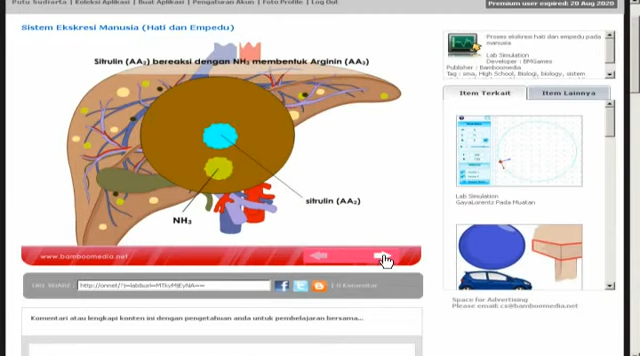 Putu Sudiarta | Koleksi Aplikasi | Buat Aplikasi | Pengaturan Akun | Foto Profile | Log Out
Premium user expired: 20 Aug 2020
Sistem Ekskresi Manusia (Hati dan Empedu)
Sitrulin (AA₂) bereaksi dengan NH₃ membentuk Arginin (AA₃)
sitrulin (AA₂)
NH₃
www.bamboomedia.net
URL SHARE :
| 0 Komentar
Komentari atau lengkapi konten ini dengan pengetahuan anda untuk pembelajaran bersama...
Proses ekskresi hati dan empedu pada manusia
Lab Simulation
Developer : BMGames
Publisher : Bamboomedia
Tag : sma, High School, Biologi, biology, sistem
Item Terkait
Item Lainnya
Lab Simulation
GayaLorentz Pada Muatan
Space for Advertising
Please email: cs@bamboomedia.net